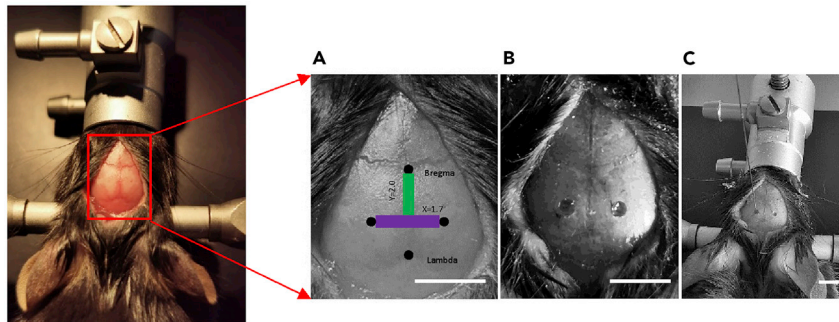 A
B
C
Bregma
Y=2.0
X=1.7
Lambda